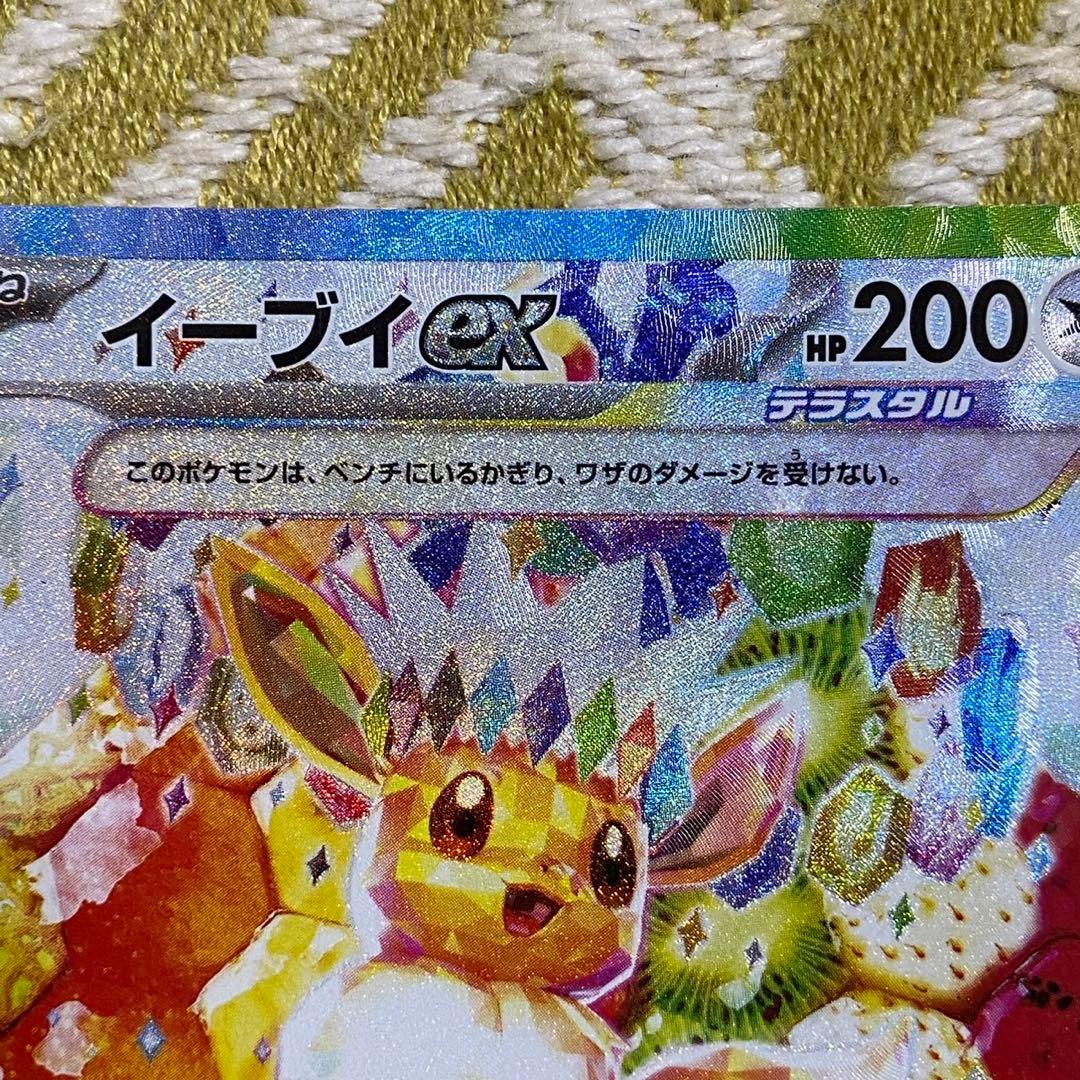 ね
イーブイex HP 200
テラスタル
このポケモンは、ベンチにいるかぎり、ワザのダメージを受けない。